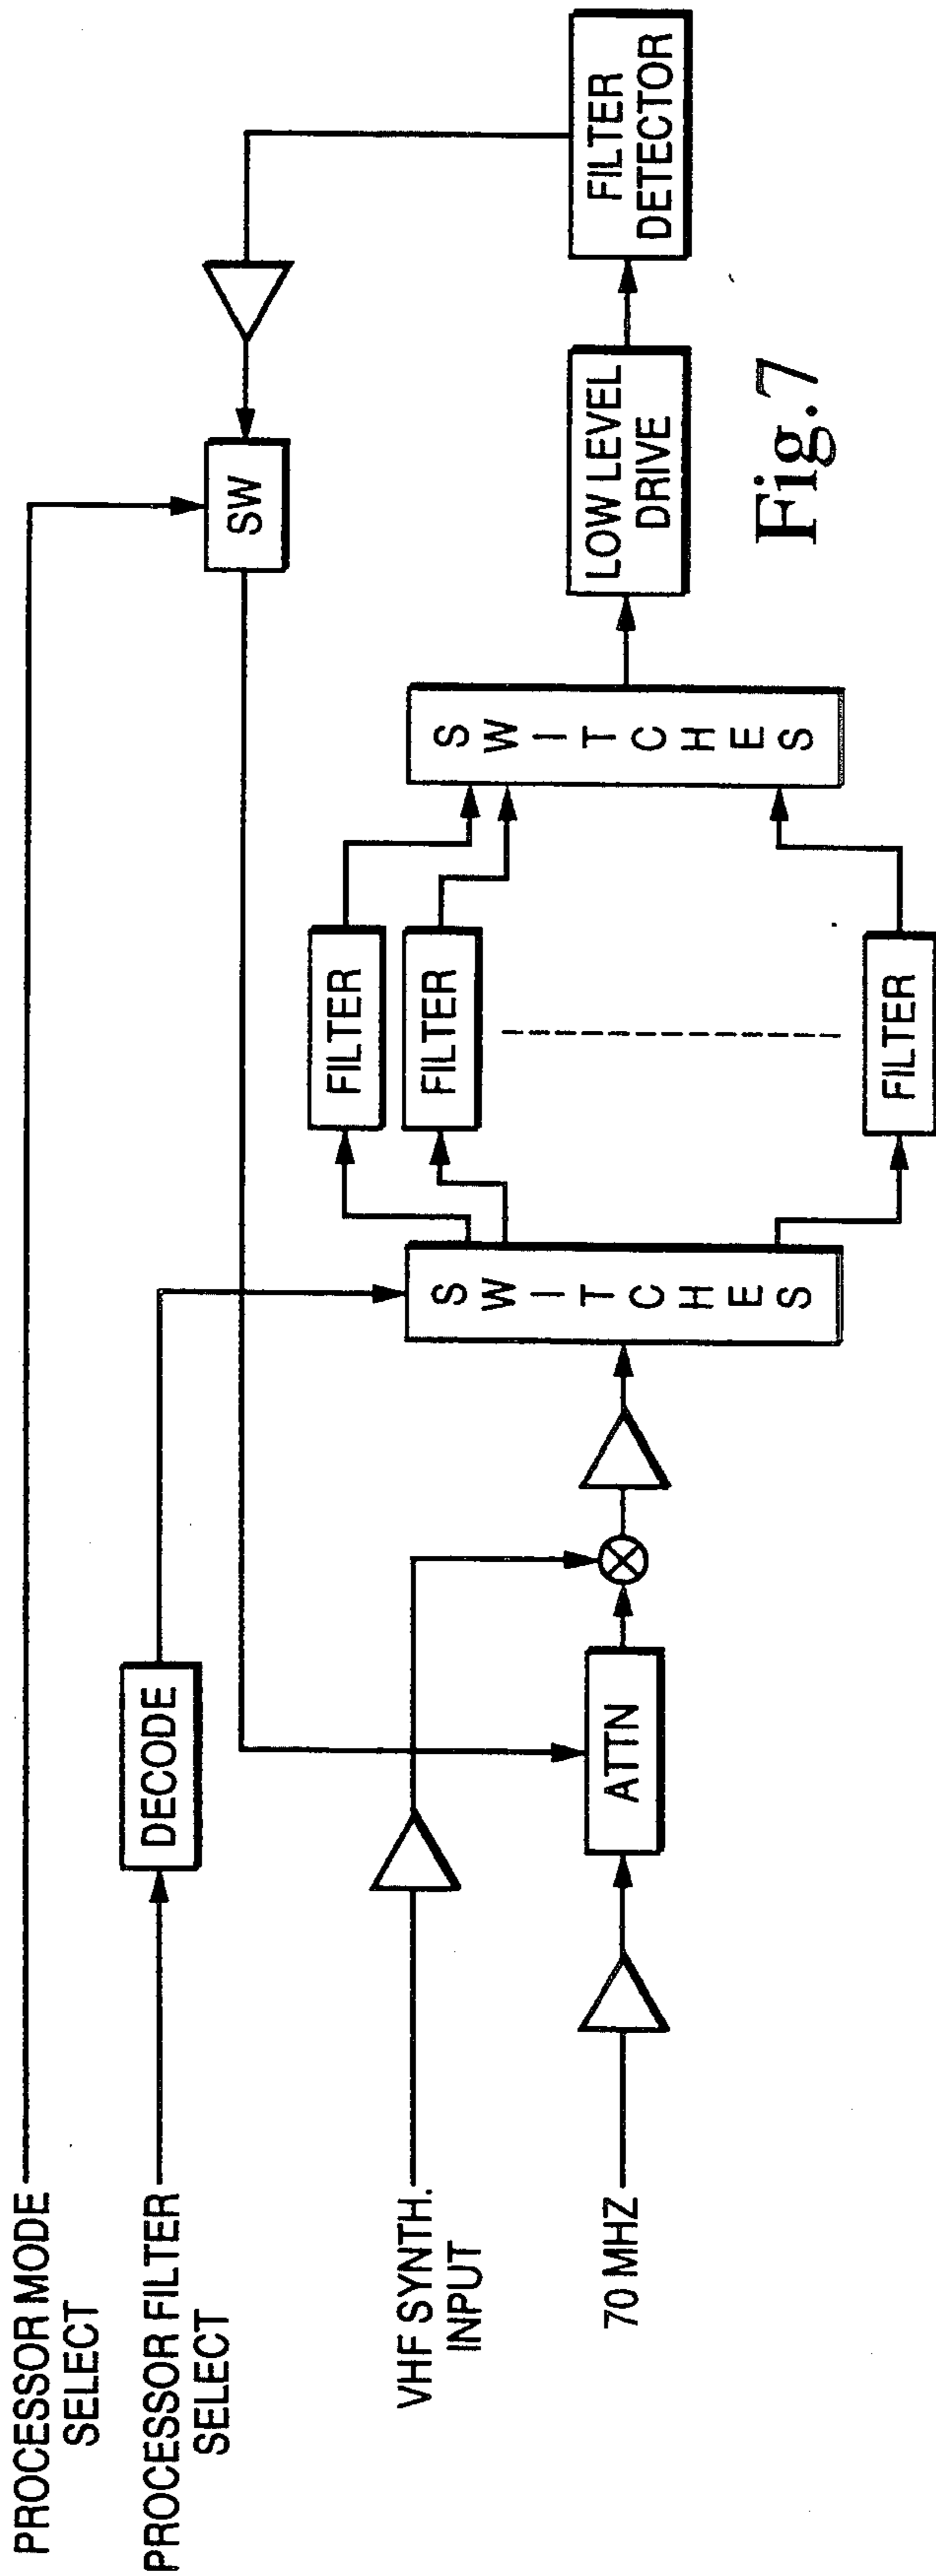 PROCESSOR MODE
SELECT
PROCESSOR FILTER
SELECT
DECODE
VHF SYNTH.
INPUT
70 MHZ
ATTN
SWITCHES
FILTER
FILTER
FILTER
SWITCHES
SW
LOW LEVEL
DRIVE
FILTER
DETECTOR
Fig.7